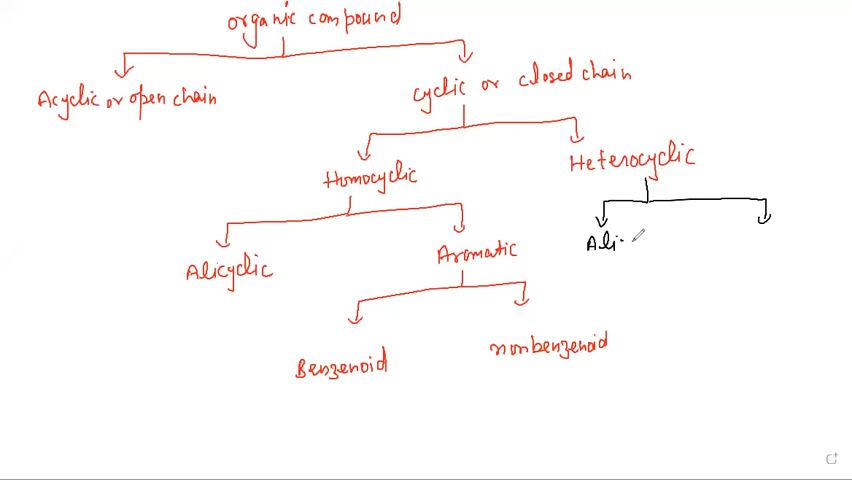 organic compound
Acyclic or open chain
cyclic or closed chain
Homocyclic
Heterocyclic
Alicyclic
Aromatic
Ali
Benzenoid
nonbenzenoid